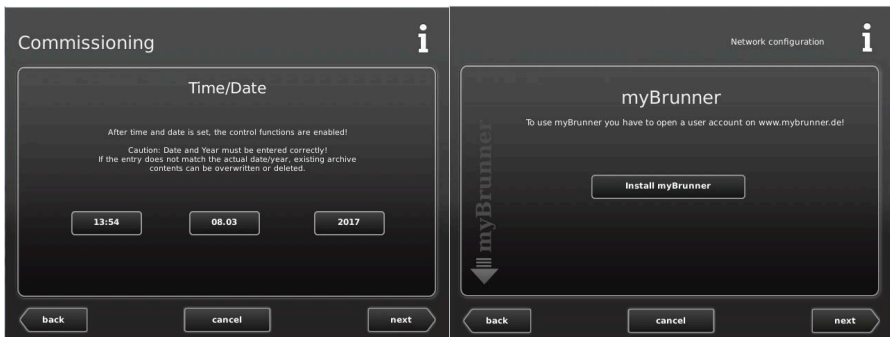 Commissioning
i
Time/Date
After time and date is set, the control functions are enabled!
Caution: Date and Year must be entered correctly!
If the entry does not match the actual date/year, existing archive
contents can be overwritten or deleted.
13:54
08.03
2017
back
cancel
next
Network configuration
i
myBrunner
To use myBrunner you have to open a user account on www.mybrunner.de!
Install myBrunner
myBrunner
back
cancel
next